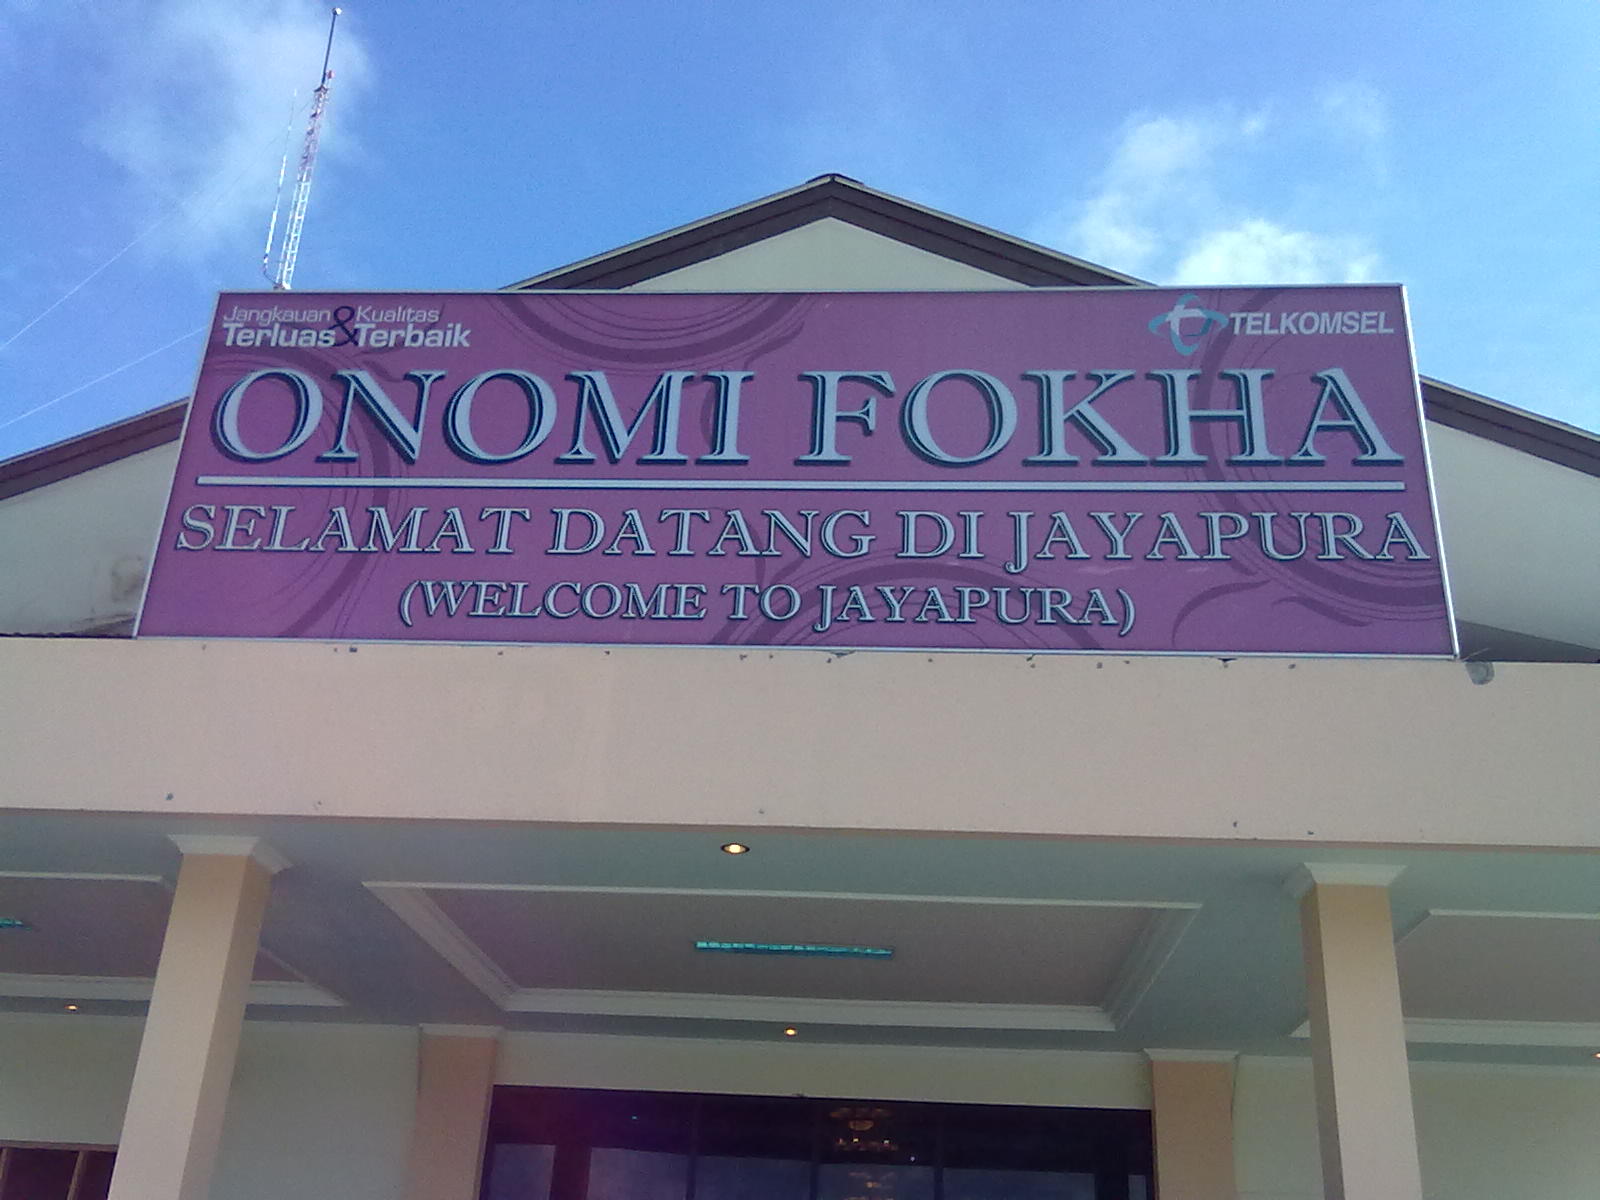 Jangkauan & Kualitas
Terluas & Terbaik
TELKOMSEL
ONOMI FOKHA
SELAMAT DATANG DI JAYAPURA
(WELCOME TO JAYAPURA)